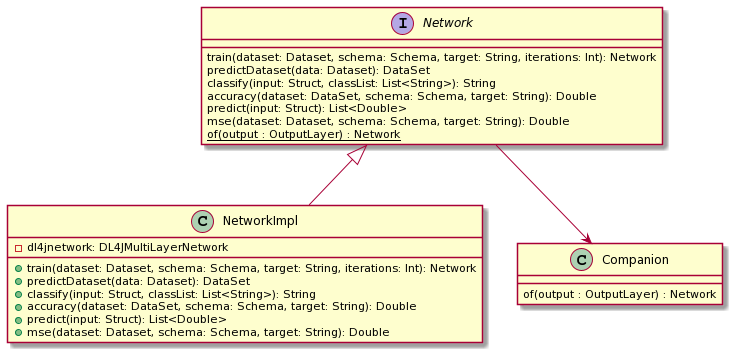 I Network
train(dataset: Dataset, schema: Schema, target: String, iterations: Int): Network
predictDataset(data: Dataset): DataSet
classify(input: Struct, classList: List<String>): String
accuracy(dataset: DataSet, schema: Schema, target: String): Double
predict(input: Struct): List<Double>
mse(dataset: Dataset, schema: Schema, target: String): Double
of(output : OutputLayer) : Network
C NetworkImpl
dl4jnetwork: DL4JMultiLayerNetwork
train(dataset: Dataset, schema: Schema, target: String, iterations: Int): Network
predictDataset(data: Dataset): DataSet
classify(input: Struct, classList: List<String>): String
accuracy(dataset: DataSet, schema: Schema, target: String): Double
predict(input: Struct): List<Double>
mse(dataset: Dataset, schema: Schema, target: String): Double
C Companion
of(output : OutputLayer) : Network